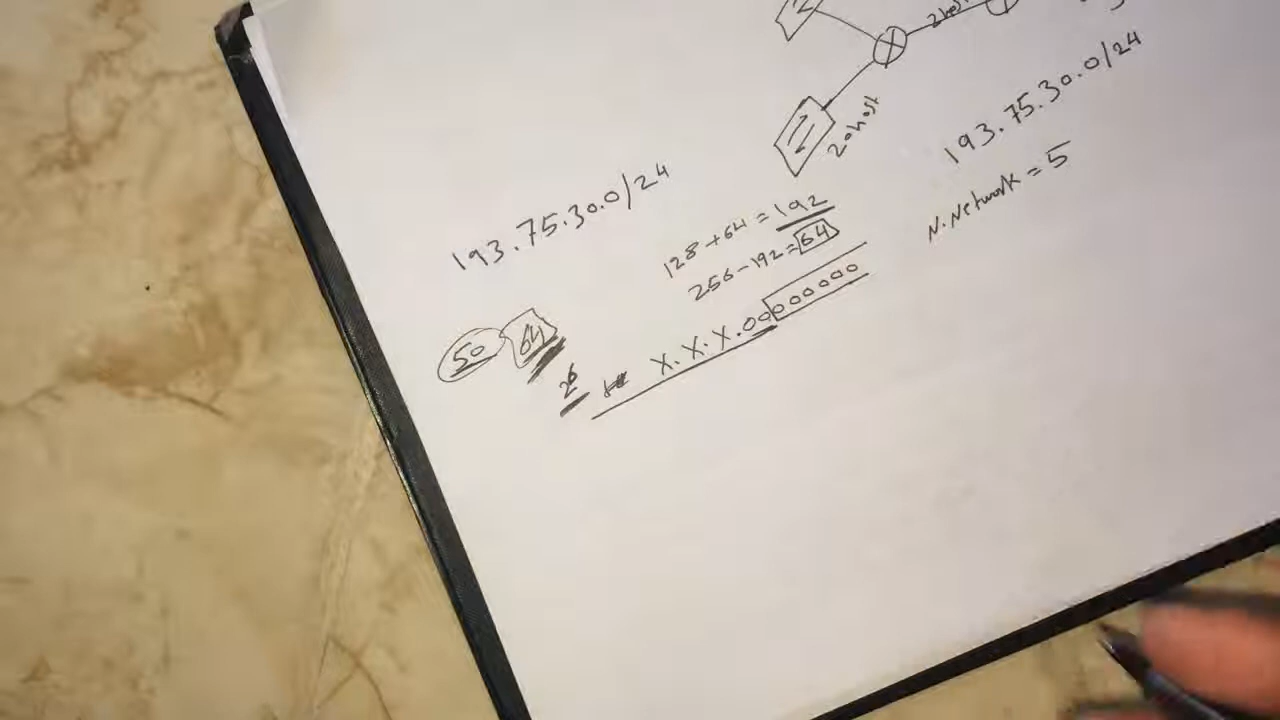 2host
20host
193.75.30.0/24
N.Network = 5
193.75.30.0/24
128+64=192
256-192=64
50 64
2⁶ X.X.X.00000000